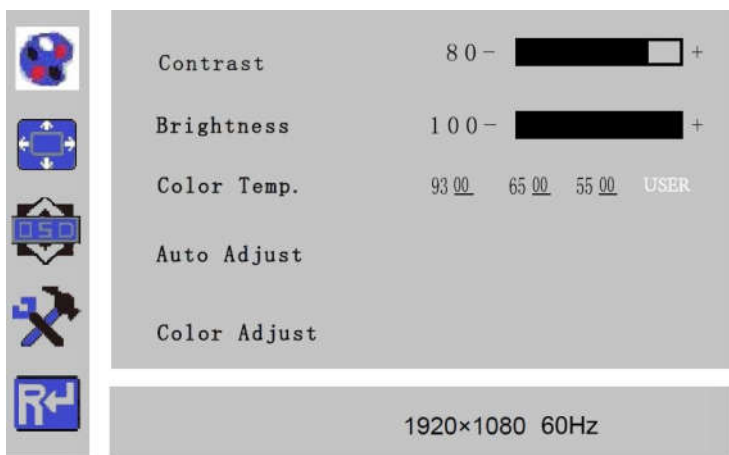 Contrast 80- +
Brightness 100- +
Color Temp. 9300 6500 5500 USER
OSD
Auto Adjust
Color Adjust
R
1920×1080 60Hz